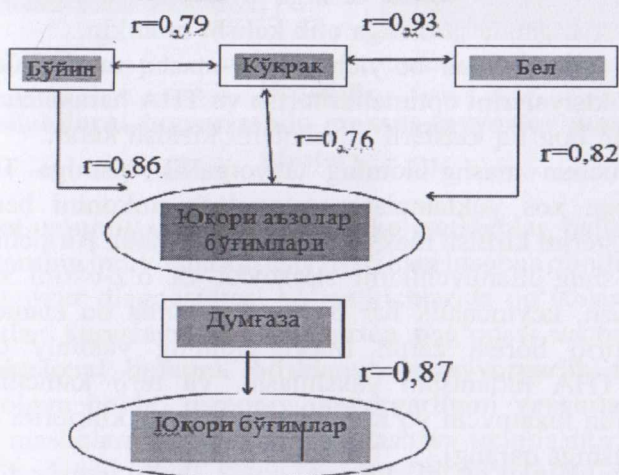 r=0,79 r=0,93
Бўйин Кўкрак Бел
r=0,86 r=0,76 r=0,82
Юқори аъзолар
бўғимлари
Думғаза
r=0,87
Юқори бўғимлар